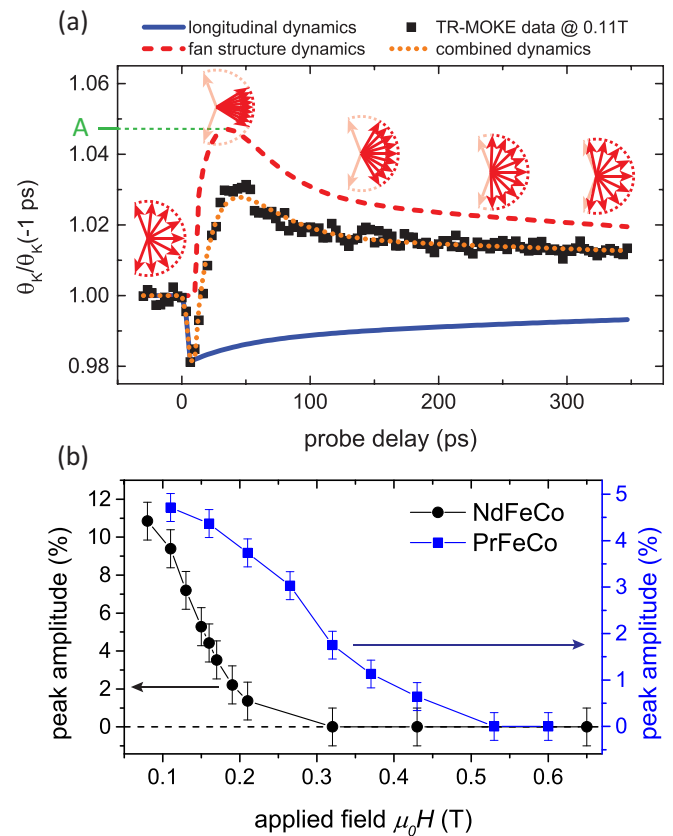 (a)
longitudinal dynamics
TR-MOKE data @ 0.11T
fan structure dynamics
combined dynamics
1.06
A
1.04
1.02
1.00
0.98
θK/θK(-1 ps)
0 100 200 300
probe delay (ps)
(b)
12
10
8
6
4
2
0
peak amplitude (%)
NdFeCo
PrFeCo
5
4
3
2
1
0
peak amplitude (%)
0.1 0.2 0.3 0.4 0.5 0.6
applied field μ0H (T)